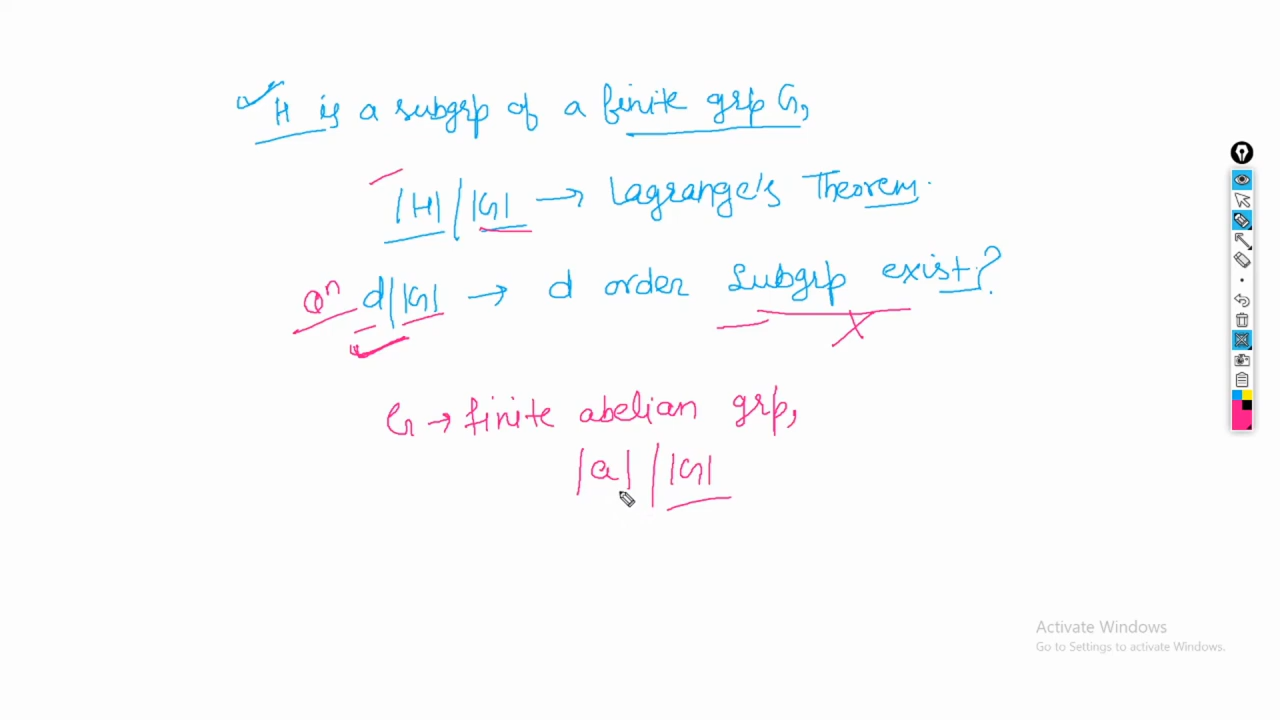 H is a subgrp of a finite grp G,
|H| / |G| → Lagrange's Theorem.
Qn d/|G| → d order subgrp exist?
G → finite abelian grp,
|a| / |G|
Activate Windows
Go to Settings to activate Windows.